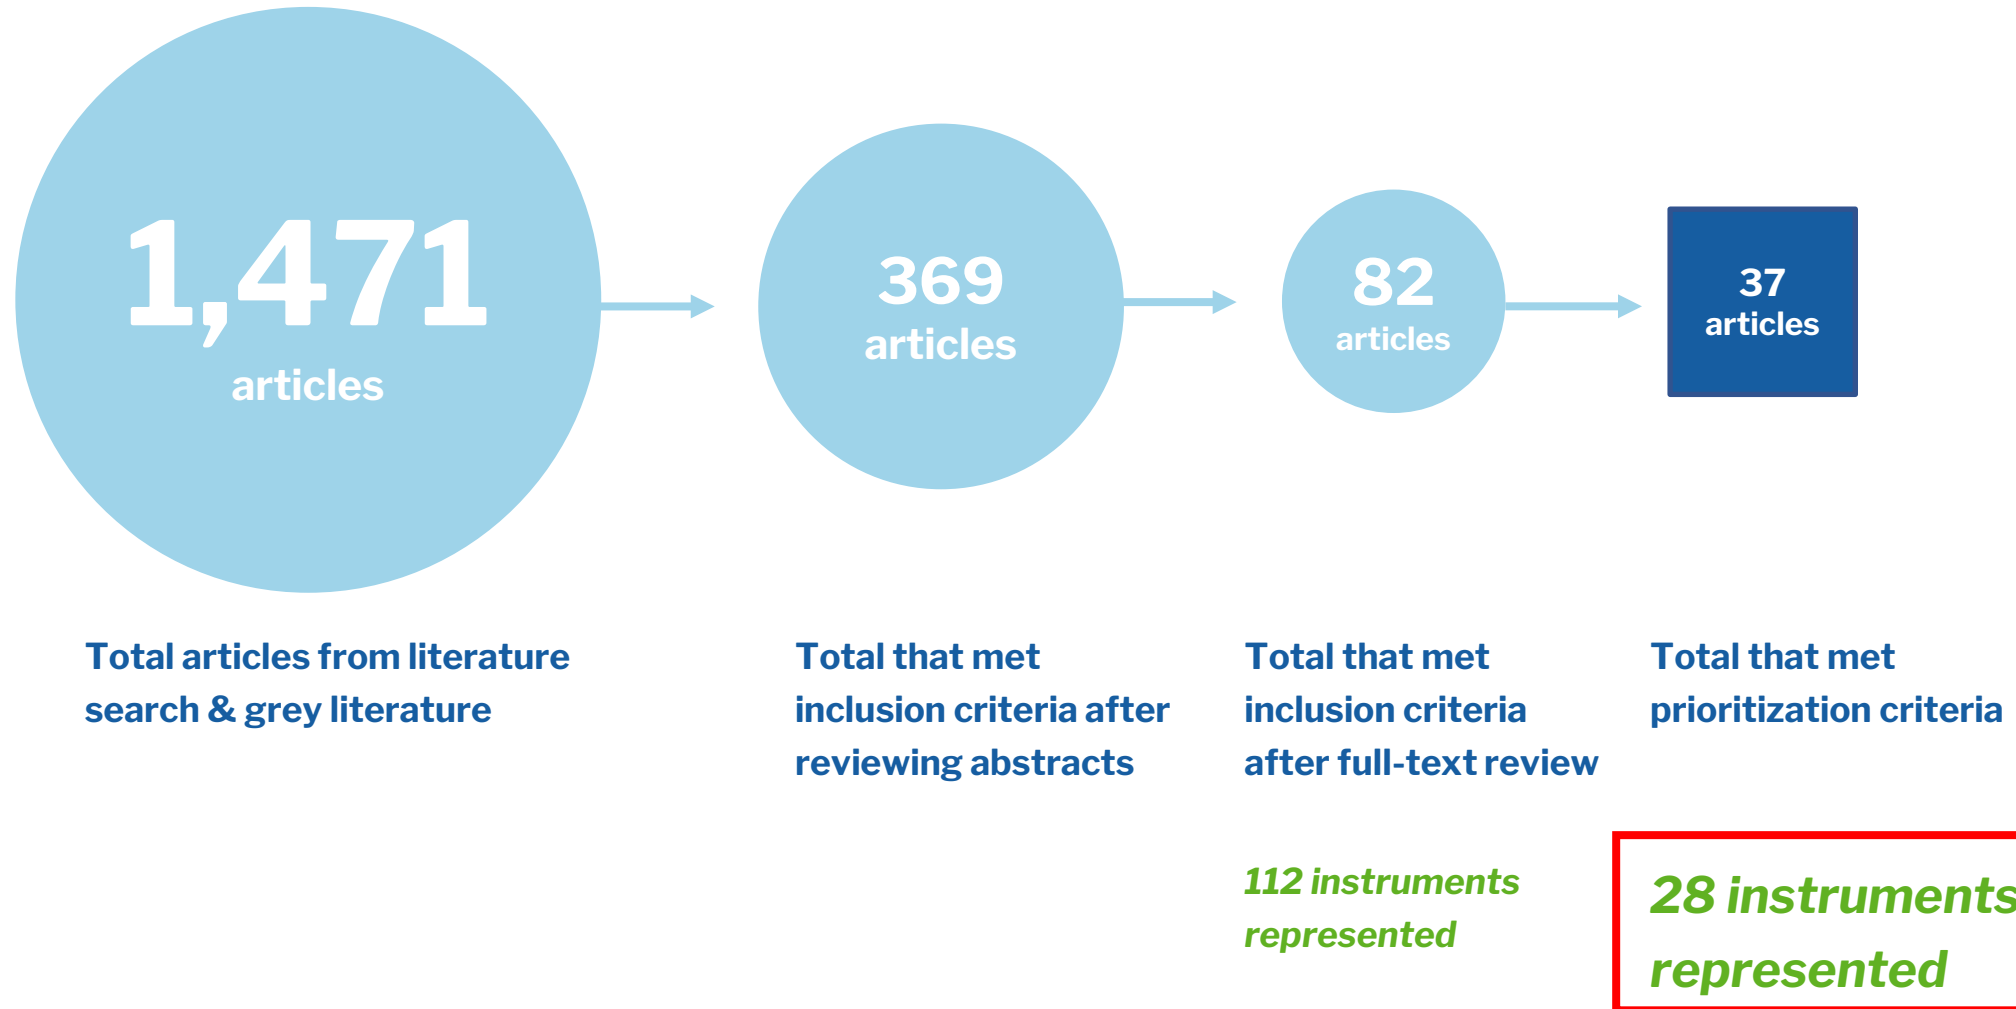 1,471
articles
369
articles
82
articles
37
articles
Total articles from literature
search & grey literature
Total that met
inclusion criteria after
reviewing abstracts
Total that met
inclusion criteria
after full-text review
Total that met
prioritization criteria
112 instruments
represented
28 instruments
represented